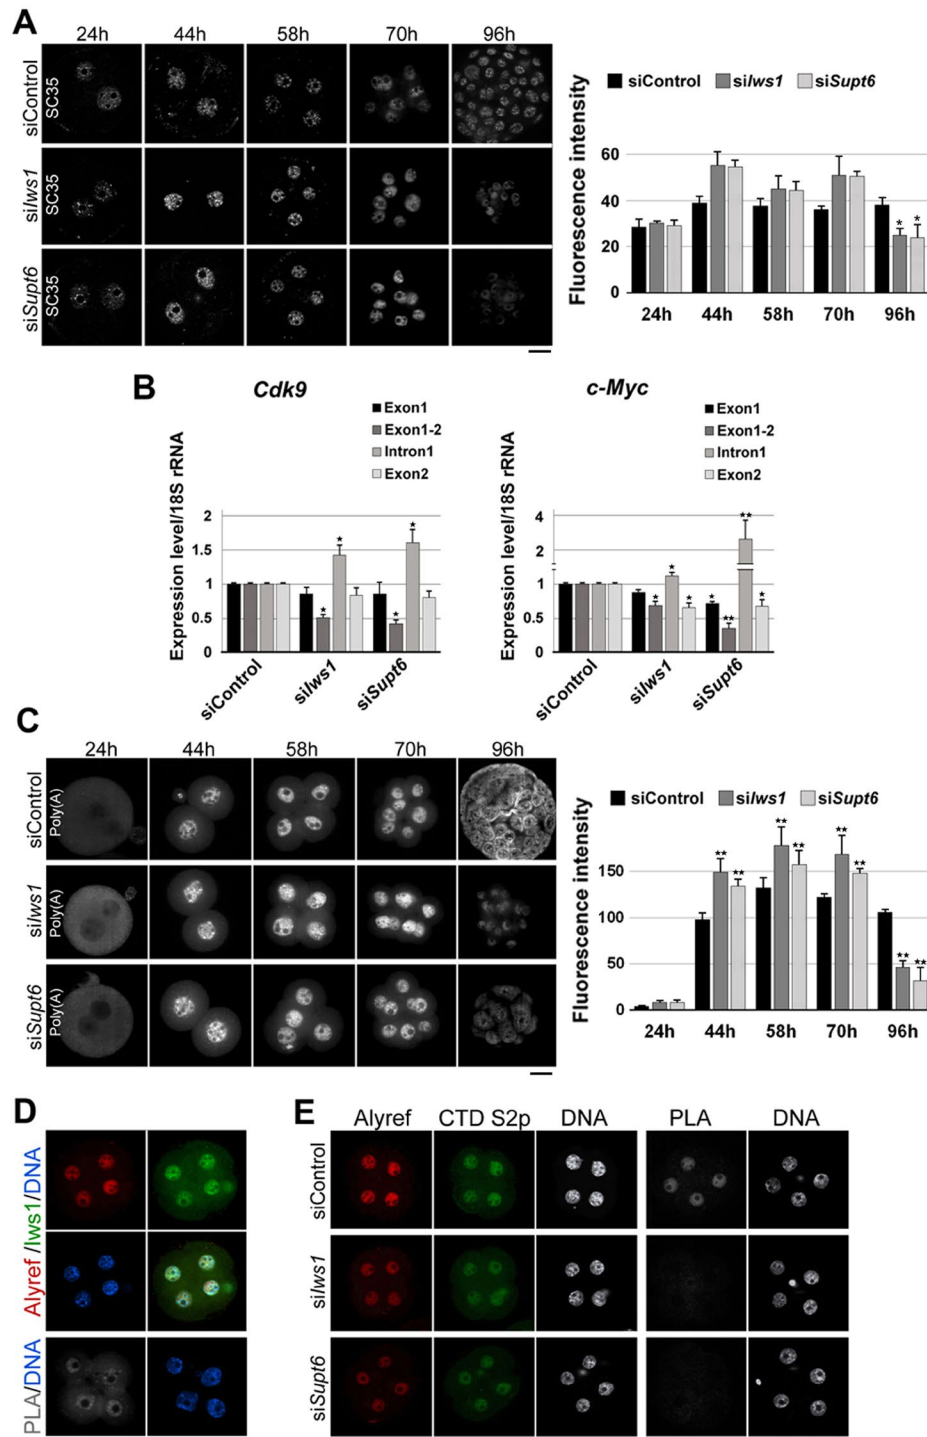 A
24h 44h 58h 70h 96h
siControl
SC35
siIws1
SC35
siSupt6
SC35
siControl siIws1 siSupt6
Fluorescence intensity
60
40
20
0
* *
24h 44h 58h 70h 96h
B
Cdk9
Exon1
Exon1-2
Intron1
Exon2
Expression level/18S rRNA
2
1.5
1
0.5
0
★ ★ ★ ★
siControl siIws1 siSupt6
c-Myc
Exon1
Exon1-2
Intron1
Exon2
Expression level/18S rRNA
4
2
1
0.5
0
★ ★ ★ ★ ★★ ★★ ★
siControl siIws1 siSupt6
C
24h 44h 58h 70h 96h
siControl
Poly(A)
siIws1
Poly(A)
siSupt6
Poly(A)
siControl siIws1 siSupt6
Fluorescence intensity
150
100
50
0
★★ ★★ ★★ ★★ ★★ ★★ ★★ ★★
24h 44h 58h 70h 96h
D
Alyref /Iws1/DNA
PLA/DNA
E
Alyref CTD S2p DNA PLA DNA
siControl
siIws1
siSupt6